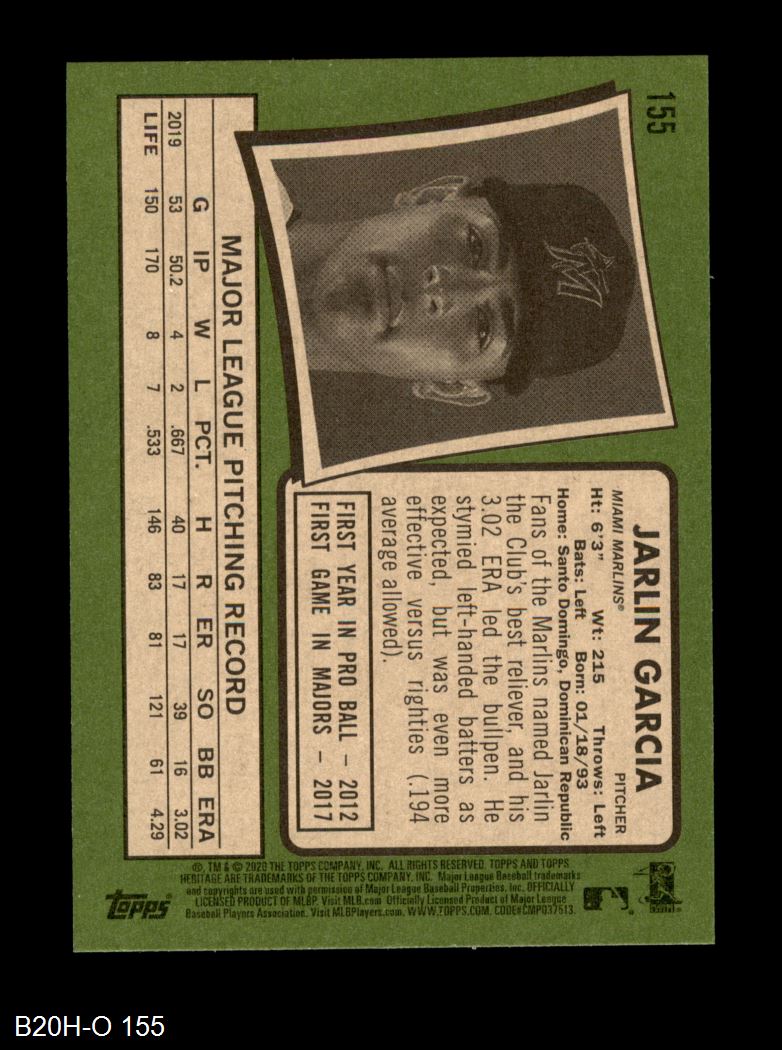 155
JARLIN GARCIA
MIAMI MARLINS® PITCHER
Ht: 6'3" Wt: 215 Throws: Left
Bats: Left Born: 01/18/93
Home: Santo Domingo, Dominican Republic
Fans of the Marlins named Jarlin
the Club's best reliever, and his
3.02 ERA led the bullpen. He
stymied left-handed batters as
expected, but was even more
effective versus righties (.194
average allowed).
FIRST YEAR IN PRO BALL – 2012
FIRST GAME IN MAJORS – 2017
MAJOR LEAGUE PITCHING RECORD
G IP W L PCT. H R ER SO BB ERA
2019 53 50.2 4 2 .667 40 17 17 39 16 3.02
LIFE 150 170 8 7 .533 146 83 81 121 61 4.29
®, TM & © 2020 THE TOPPS COMPANY, INC. ALL RIGHTS RESERVED. TOPPS AND TOPPS
HERITAGE ARE TRADEMARKS OF THE TOPPS COMPANY, INC. Major League Baseball trademarks
and copyrights are used with permission of Major League Baseball Properties, Inc. OFFICIALLY
LICENSED PRODUCT OF MLBP. Visit MLB.com Officially Licensed Product of Major League
Baseball Players Association. Visit MLBPlayers.com. WWW.TOPPS.COM. CODE#CMP037513.
topps
B20H-O 155